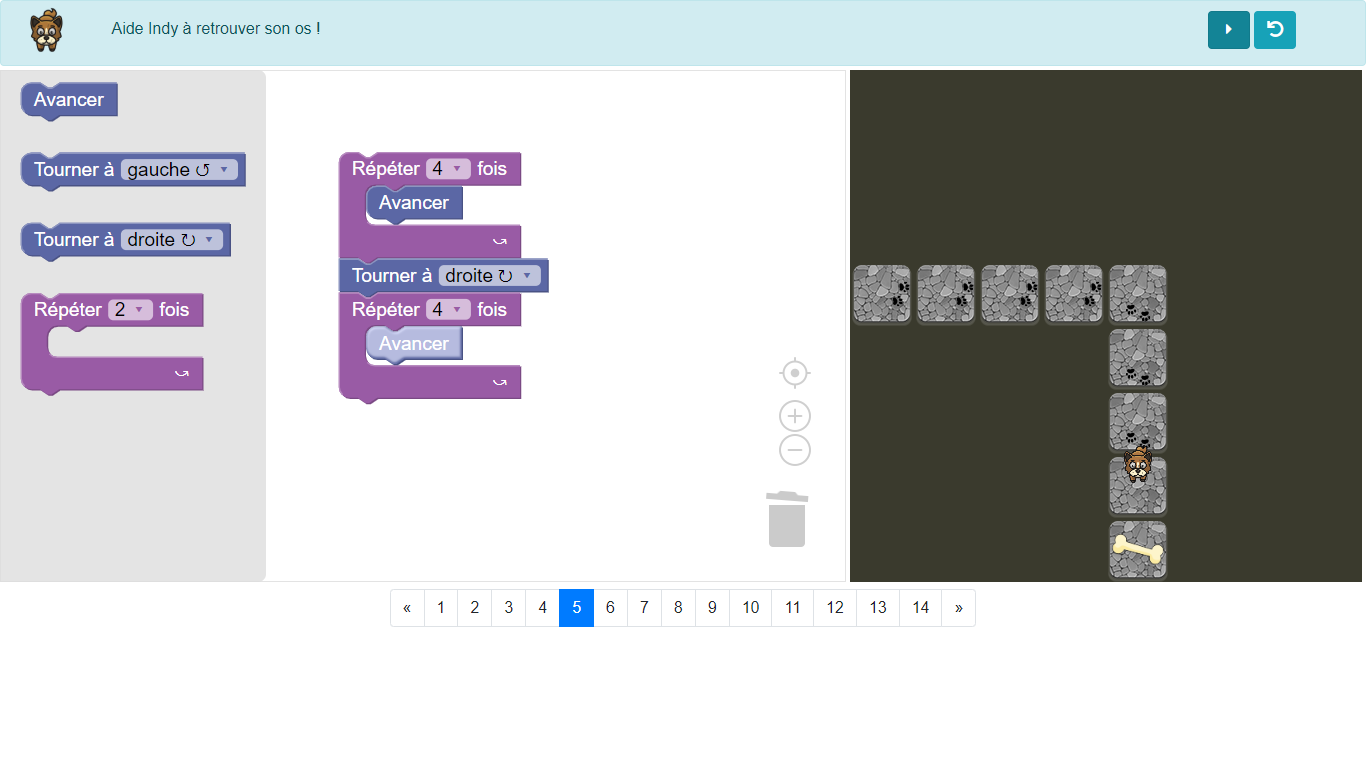 Aide Indy à retrouver son os !
Avancer
Tourner à gauche ↺
Tourner à droite ↻
Répéter 2 fois
Répéter 4 fois
Avancer
Tourner à droite ↻
Répéter 4 fois
Avancer
« 1 2 3 4 5 6 7 8 9 10 11 12 13 14 »